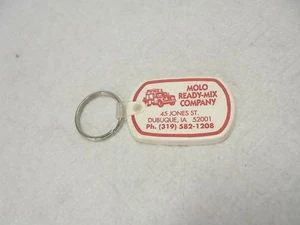 MOLO
READY-MIX
COMPANY
45 JONES ST.
DUBUQUE, IA. 52001
Ph. (319) 582-1208